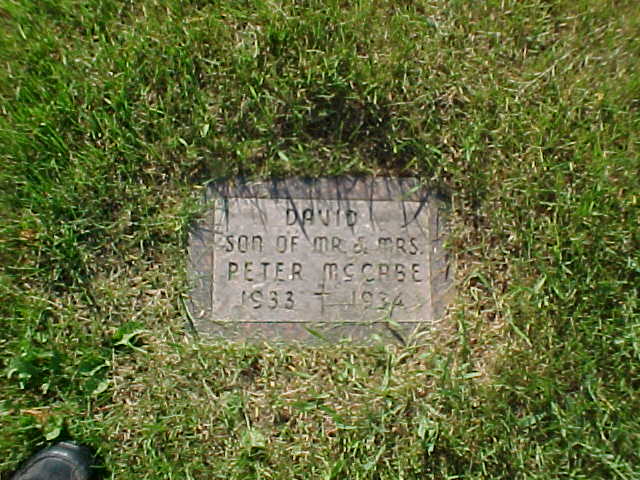 DAVID
SON OF MR. & MRS.
PETER McCABE
1933 † 1934